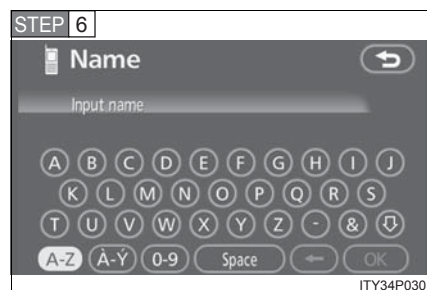 STEP 6
Name
Input name
A B C D E F G H I J
K L M N O P Q R S
T U V W X Y Z - &
A-Z À-Ý 0-9 Space OK
ITY34P030